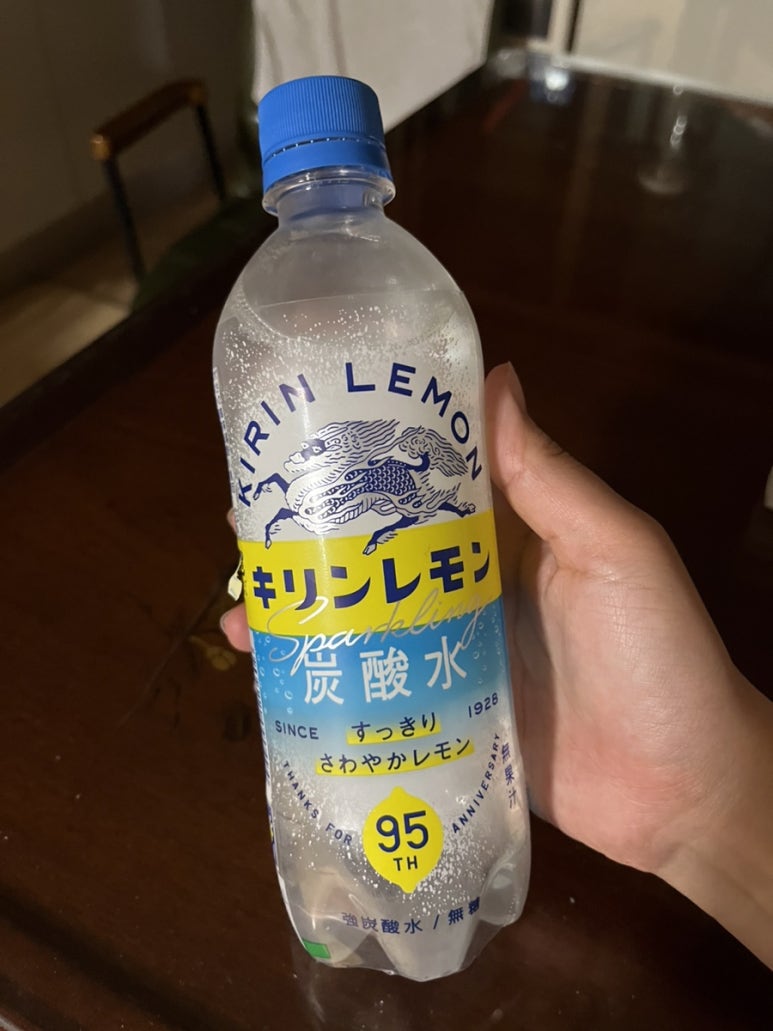 KIRIN LEMON
キリンレモン
Sparkling
炭酸水
SINCE 1928
すっきり
さわやかレモン
無果汁
THANKS FOR ANNIVERSARY
95
TH
強炭酸水 / 無糖